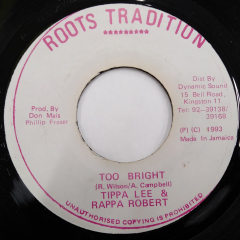 ROOTS TRADITION
**********
Prod. By
Don Mais
Phillip Fraser
Dist By
Dynamic Sound
15 Bell Road,
Kingston 11
Tel: 92-39138/
39168
(P) (C) 1993
Made in Jamaica
TOO BRIGHT
(R. Wilson/A. Campbell)
TIPPA LEE &
RAPPA ROBERT
UNAUTHORISED COPYING IS PROHIBITED